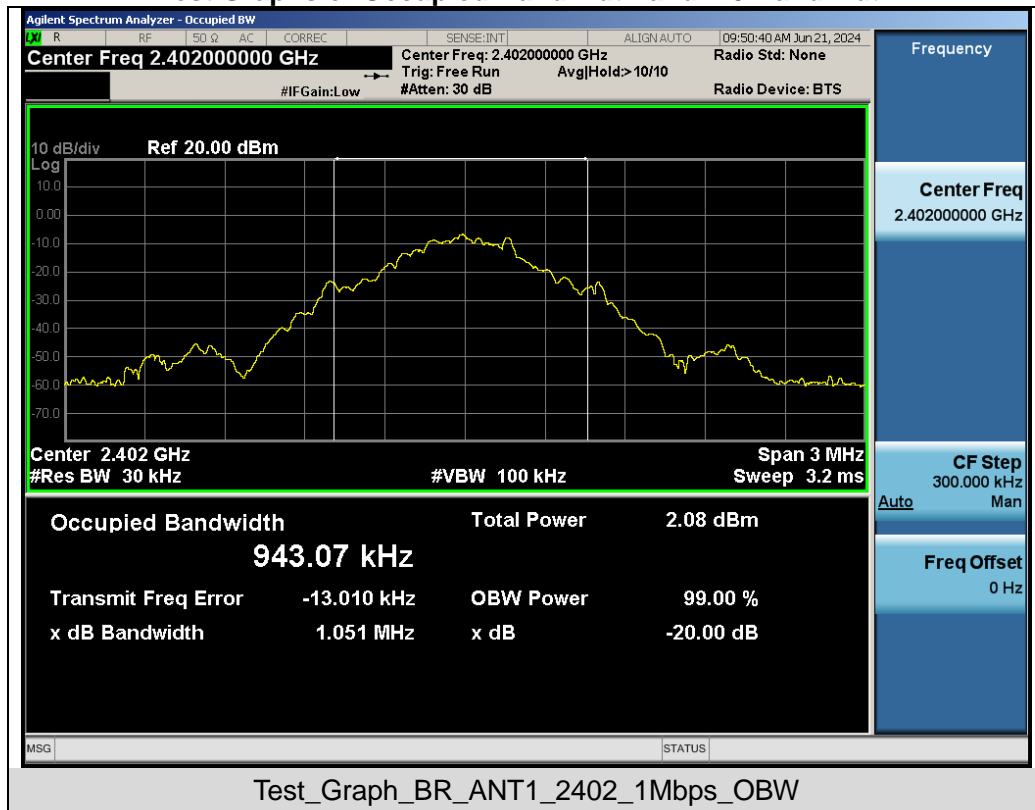 Agilent Spectrum Analyzer - Occupied BW
LXI R RF 50 Ω AC CORREC SENSE:INT ALIGN AUTO 09:50:40 AM Jun 21, 2024
Center Freq 2.402000000 GHz
Center Freq: 2.402000000 GHz
Radio Std: None
Trig: Free Run Avg|Hold:> 10/10
#IFGain:Low
#Atten: 30 dB
Radio Device: BTS
10 dB/div Ref 20.00 dBm
Log
10.0
0.00
-10.0
-20.0
-30.0
-40.0
-50.0
-60.0
-70.0
Center 2.402 GHz Span 3 MHz
#Res BW 30 kHz #VBW 100 kHz Sweep 3.2 ms
Occupied Bandwidth Total Power 2.08 dBm
943.07 kHz
Transmit Freq Error -13.010 kHz OBW Power 99.00 %
x dB Bandwidth 1.051 MHz x dB -20.00 dB
MSG STATUS
Frequency
Center Freq
2.402000000 GHz
CF Step
300.000 kHz
Auto Man
Freq Offset
0 Hz
Test_Graph_BR_ANT1_2402_1Mbps_OBW